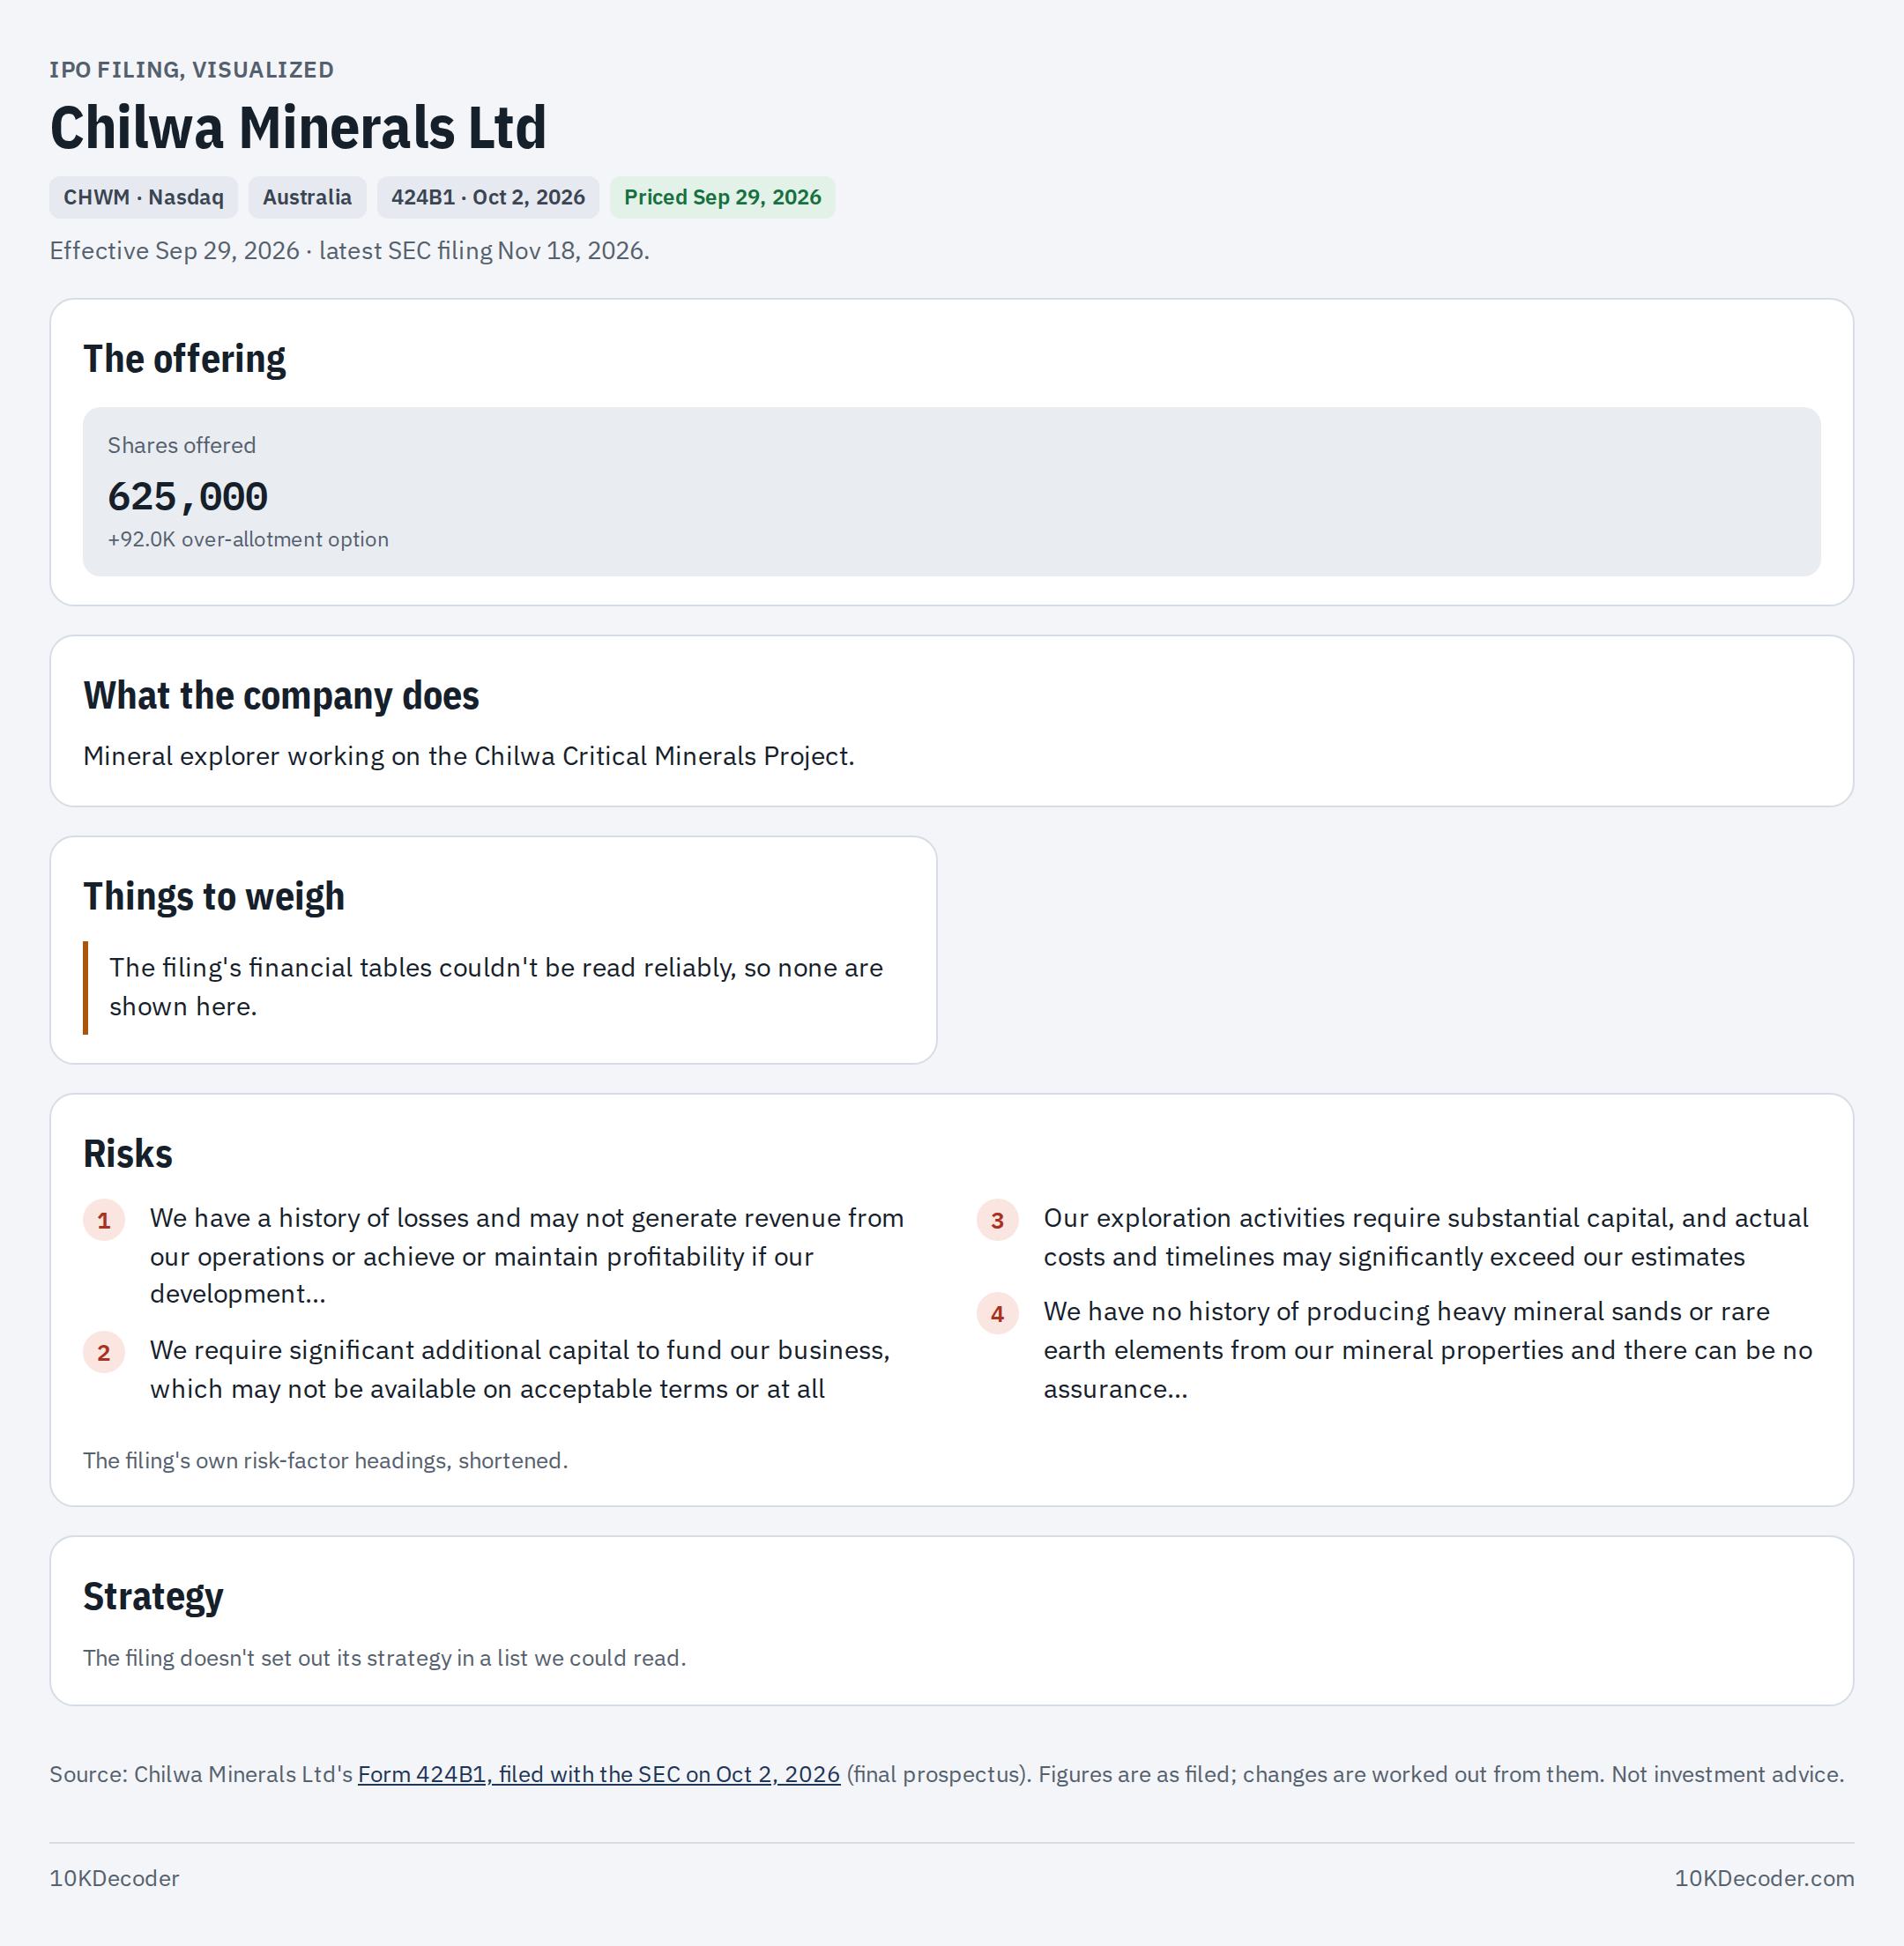 IPO FILING, VISUALIZED
Chilwa Minerals Ltd
CHWM · Nasdaq
Australia
424B1 · Oct 2, 2026
Priced Sep 29, 2026
Effective Sep 29, 2026 · latest SEC filing Nov 18, 2026.
The offering
Shares offered
625,000
+92.0K over-allotment option
What the company does
Mineral explorer working on the Chilwa Critical Minerals Project.
Things to weigh
The filing's financial tables couldn't be read reliably, so none are
shown here.
Risks
1
We have a history of losses and may not generate revenue from
our operations or achieve or maintain profitability if our
development...
2
We require significant additional capital to fund our business,
which may not be available on acceptable terms or at all
3
Our exploration activities require substantial capital, and actual
costs and timelines may significantly exceed our estimates
4
We have no history of producing heavy mineral sands or rare
earth elements from our mineral properties and there can be no
assurance...
The filing's own risk-factor headings, shortened.
Strategy
The filing doesn't set out its strategy in a list we could read.
Source: Chilwa Minerals Ltd's Form 424B1, filed with the SEC on Oct 2, 2026 (final prospectus). Figures are as filed; changes are worked out from them. Not investment advice.
10KDecoder
10KDecoder.com